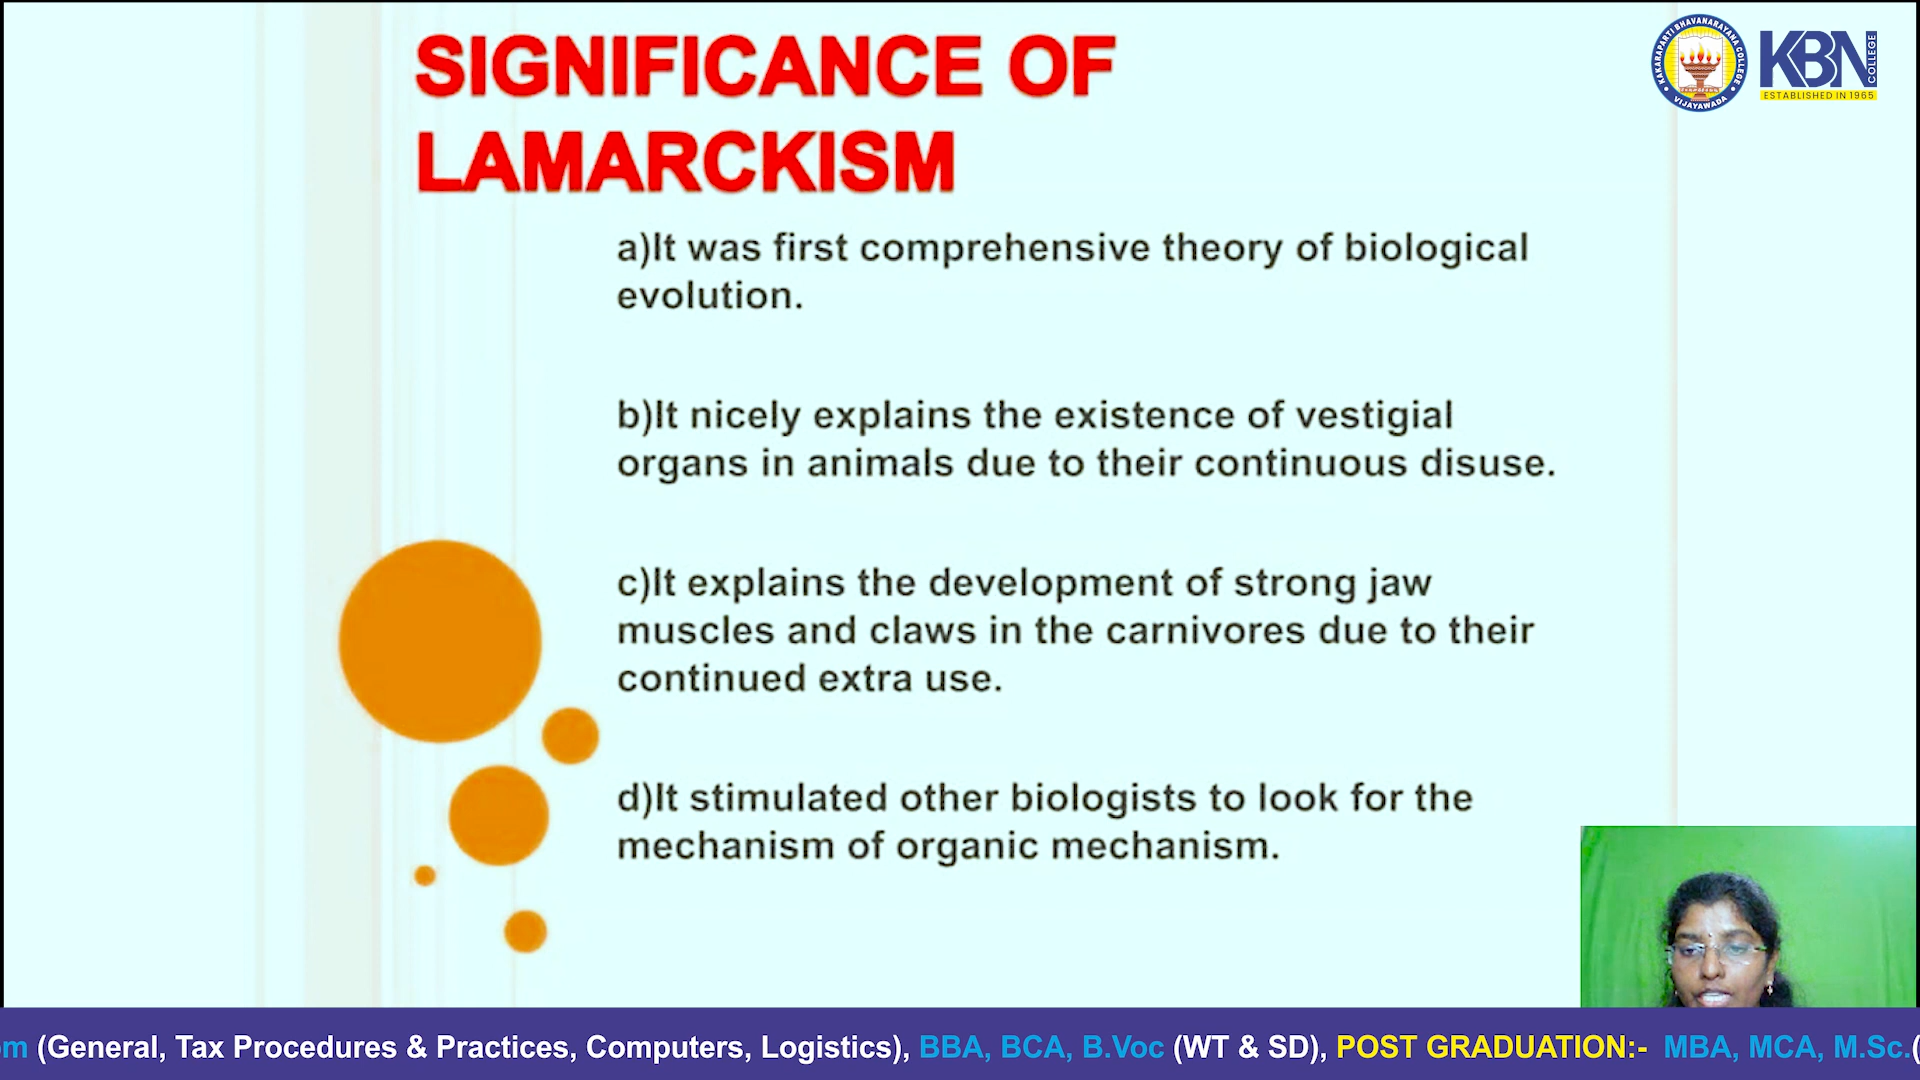 SIGNIFICANCE OF
LAMARCKISM
a)It was first comprehensive theory of biological
evolution.
b)It nicely explains the existence of vestigial
organs in animals due to their continuous disuse.
c)It explains the development of strong jaw
muscles and claws in the carnivores due to their
continued extra use.
d)It stimulated other biologists to look for the
mechanism of organic mechanism.
KAKARAPARTI BHAVANARAYANA COLLEGE
VIJAYAWADA
KBN
COLLEGE
ESTABLISHED IN 1965
m (General, Tax Procedures & Practices, Computers, Logistics), BBA, BCA, B.Voc (WT & SD), POST GRADUATION:- MBA, MCA, M.Sc.(